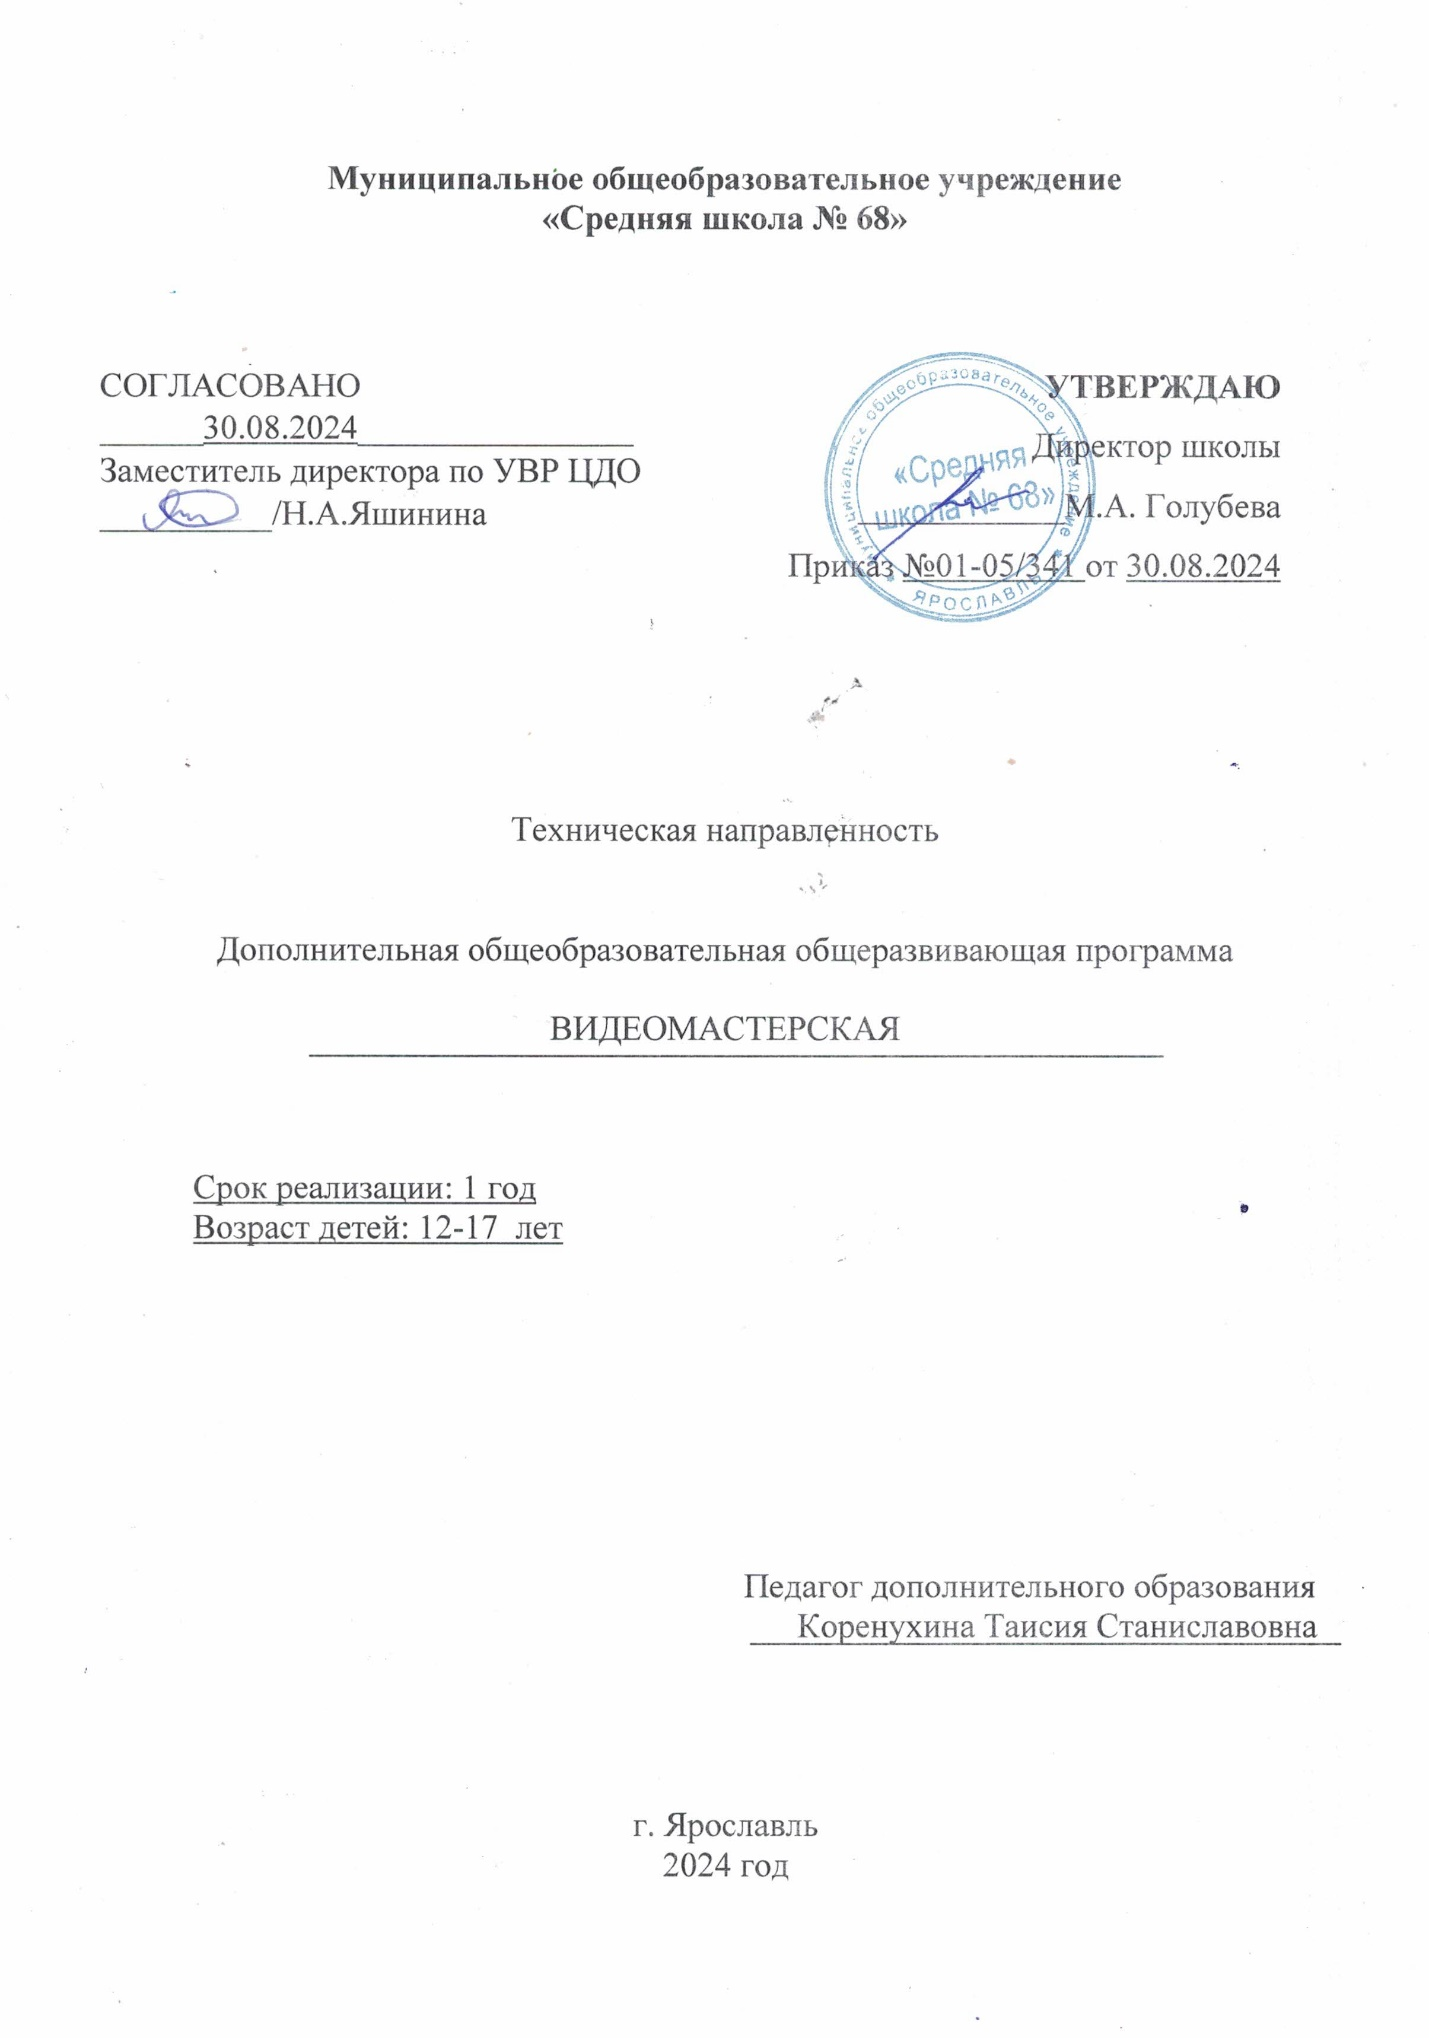 Муниципальное общеобразовательное учреждение
«Средняя школа № 68»
СОГЛАСОВАНО
30.08.2024
Заместитель директора по УВР ЦДО
/Н.А.Яшинина
УТВЕРЖДАЮ
Директор школы
М.А. Голубева
Приказ №01-05/341 от 30.08.2024
муниципальное общеобразовательное учреждение
«Средняя
школа № 68»
* ЯРОСЛАВЛЬ *
Техническая направленность
Дополнительная общеобразовательная общеразвивающая программа
ВИДЕОМАСТЕРСКАЯ
Срок реализации: 1 год
Возраст детей: 12-17 лет
Педагог дополнительного образования
Коренухина Таисия Станиславовна
г. Ярославль
2024 год